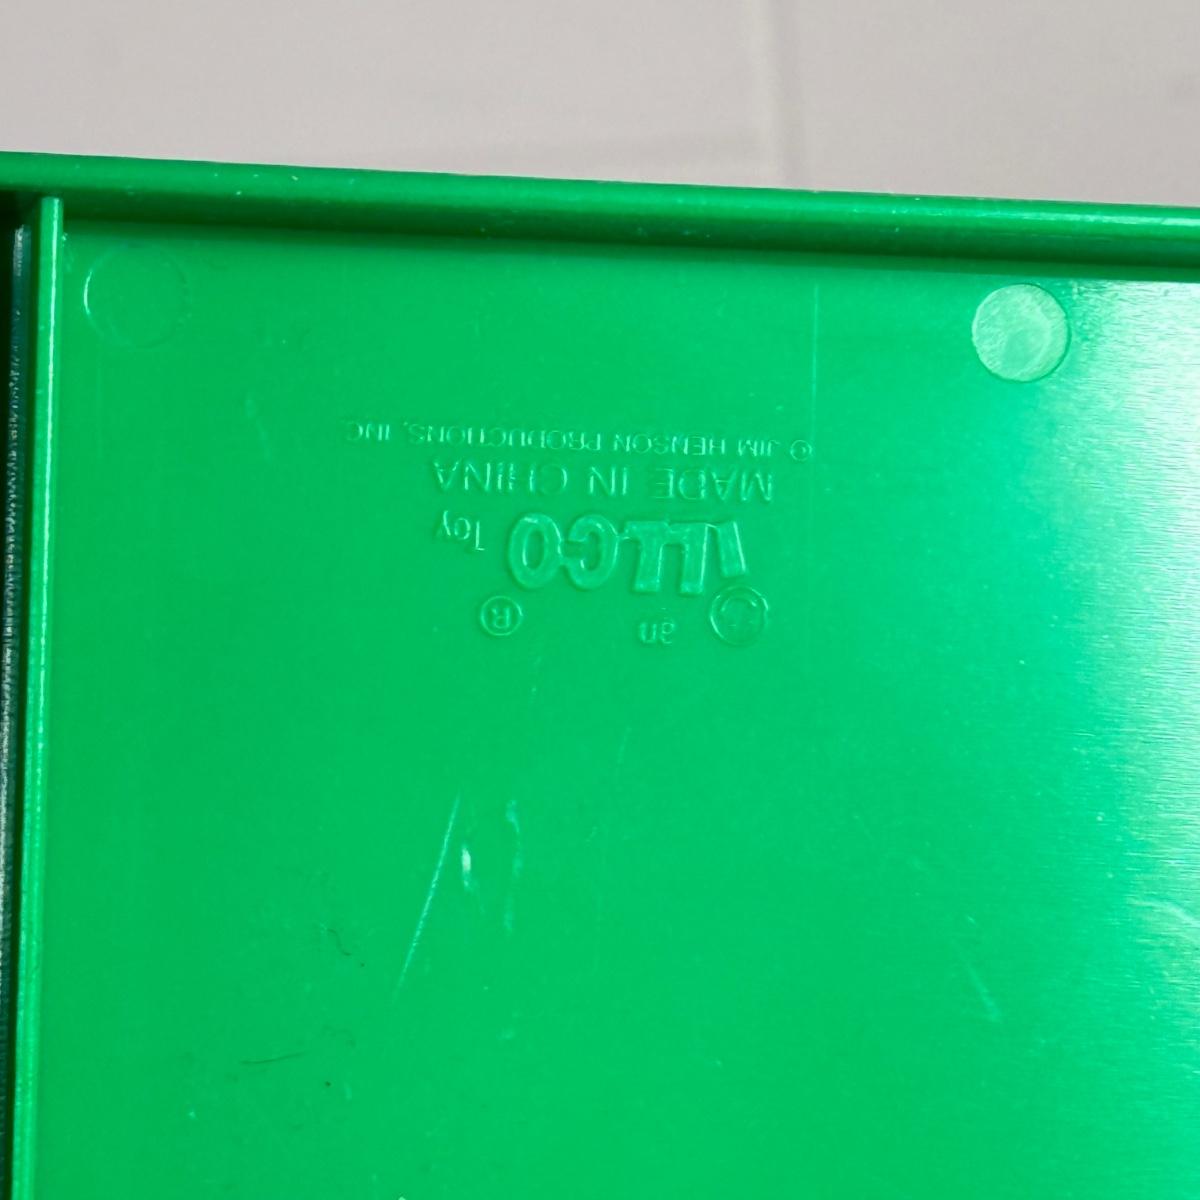 an ®
ILLCO Toy
MADE IN CHINA
© JIM HENSON PRODUCTIONS, INC.